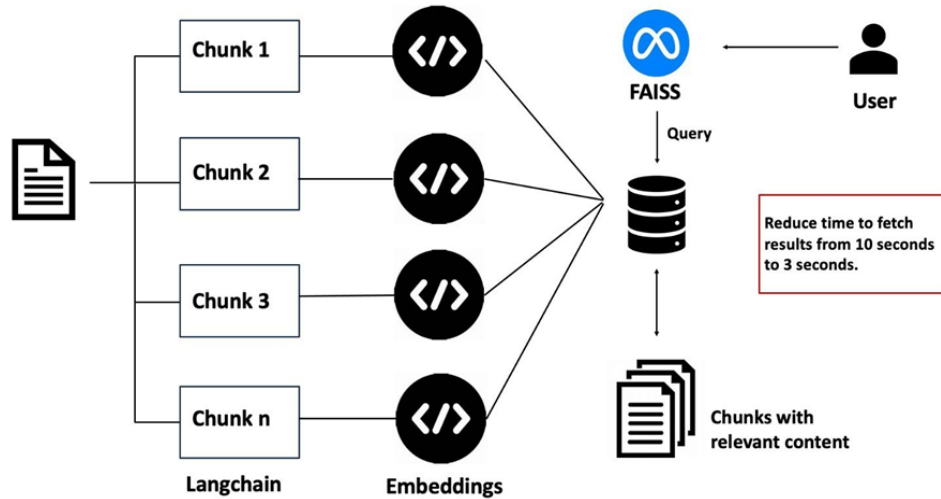 Chunk 1
Chunk 2
Chunk 3
Chunk n
Langchain
Embeddings
FAISS
User
Query
Reduce time to fetch
results from 10 seconds
to 3 seconds.
Chunks with
relevant content